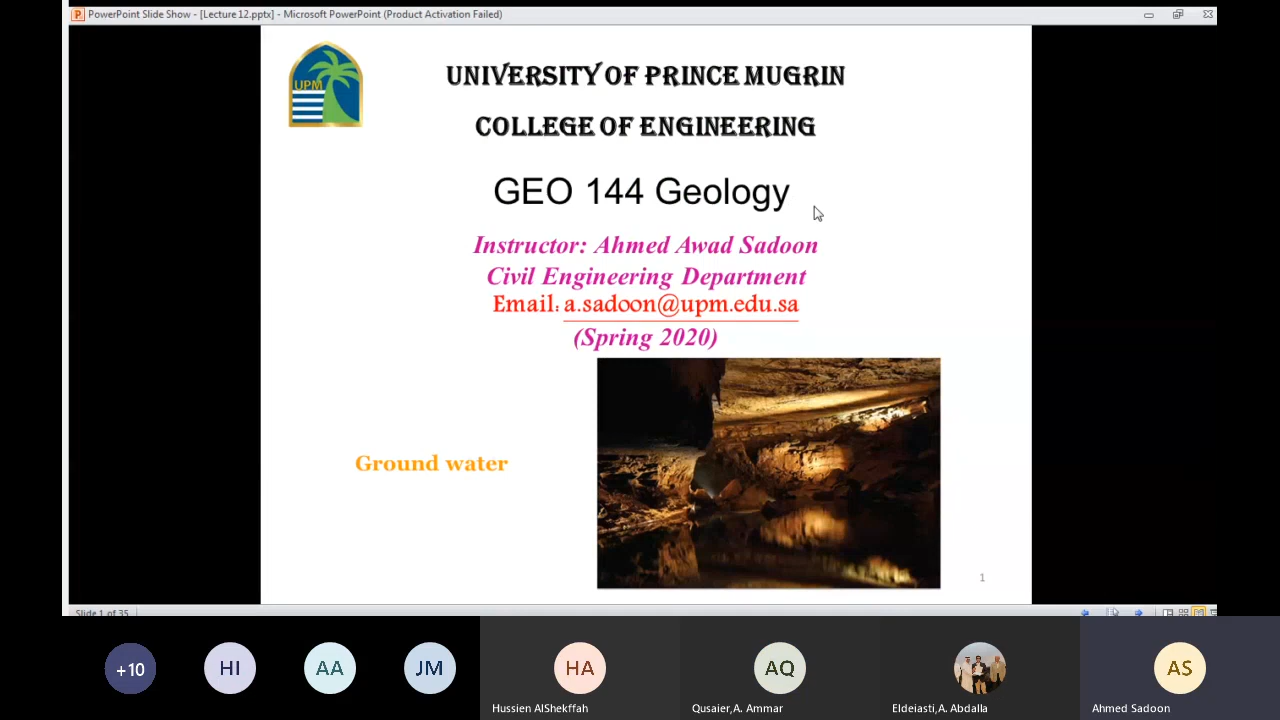 PowerPoint Slide Show - [Lecture 12.pptx] - Microsoft PowerPoint (Product Activation Failed)
UPM
UNIVERSITY OF PRINCE MUGRIN
COLLEGE OF ENGINEERING
GEO 144 Geology
Instructor: Ahmed Awad Sadoon
Civil Engineering Department
Email: a.sadoon@upm.edu.sa
(Spring 2020)
Ground water
1
Slide 1 of 35
+10
HI
AA
JM
HA
AQ
AS
Hussien AlShekffah
Qusaier,A. Ammar
Eldeiasti,A. Abdalla
Ahmed Sadoon